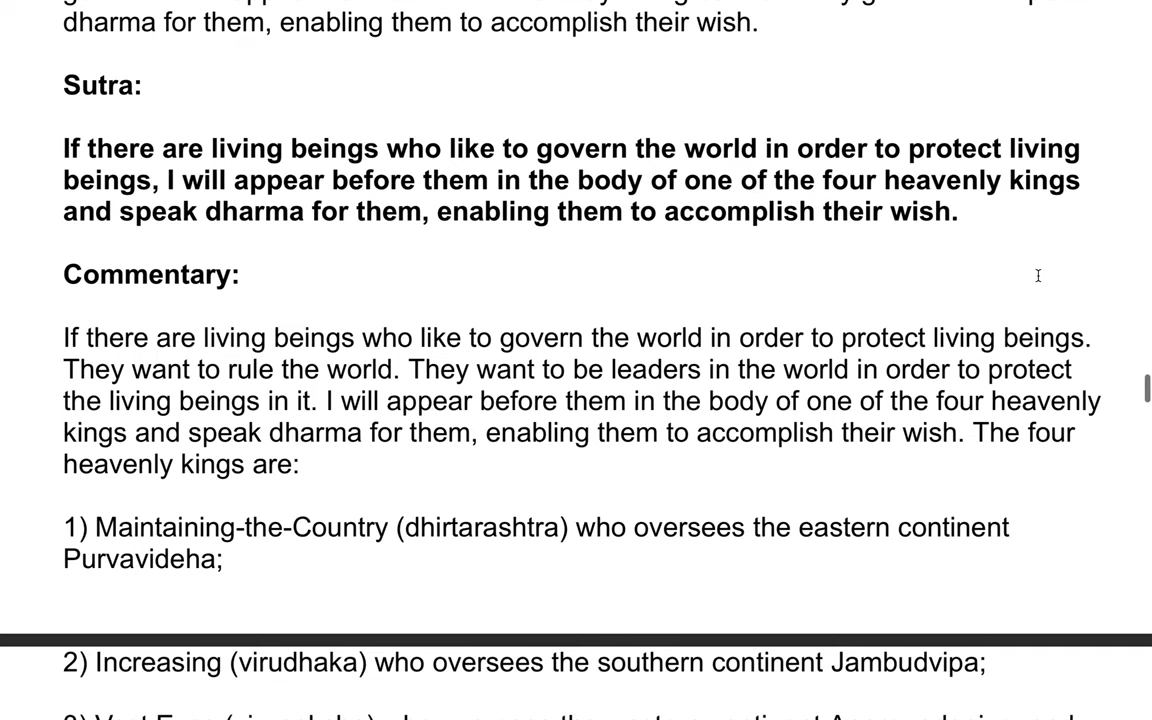 dharma for them, enabling them to accomplish their wish.
Sutra:
If there are living beings who like to govern the world in order to protect living
beings, I will appear before them in the body of one of the four heavenly kings
and speak dharma for them, enabling them to accomplish their wish.
Commentary:
If there are living beings who like to govern the world in order to protect living beings.
They want to rule the world. They want to be leaders in the world in order to protect
the living beings in it. I will appear before them in the body of one of the four heavenly
kings and speak dharma for them, enabling them to accomplish their wish. The four
heavenly kings are:
1) Maintaining-the-Country (dhirtarashtra) who oversees the eastern continent
Purvavideha;
2) Increasing (virudhaka) who oversees the southern continent Jambudvipa;